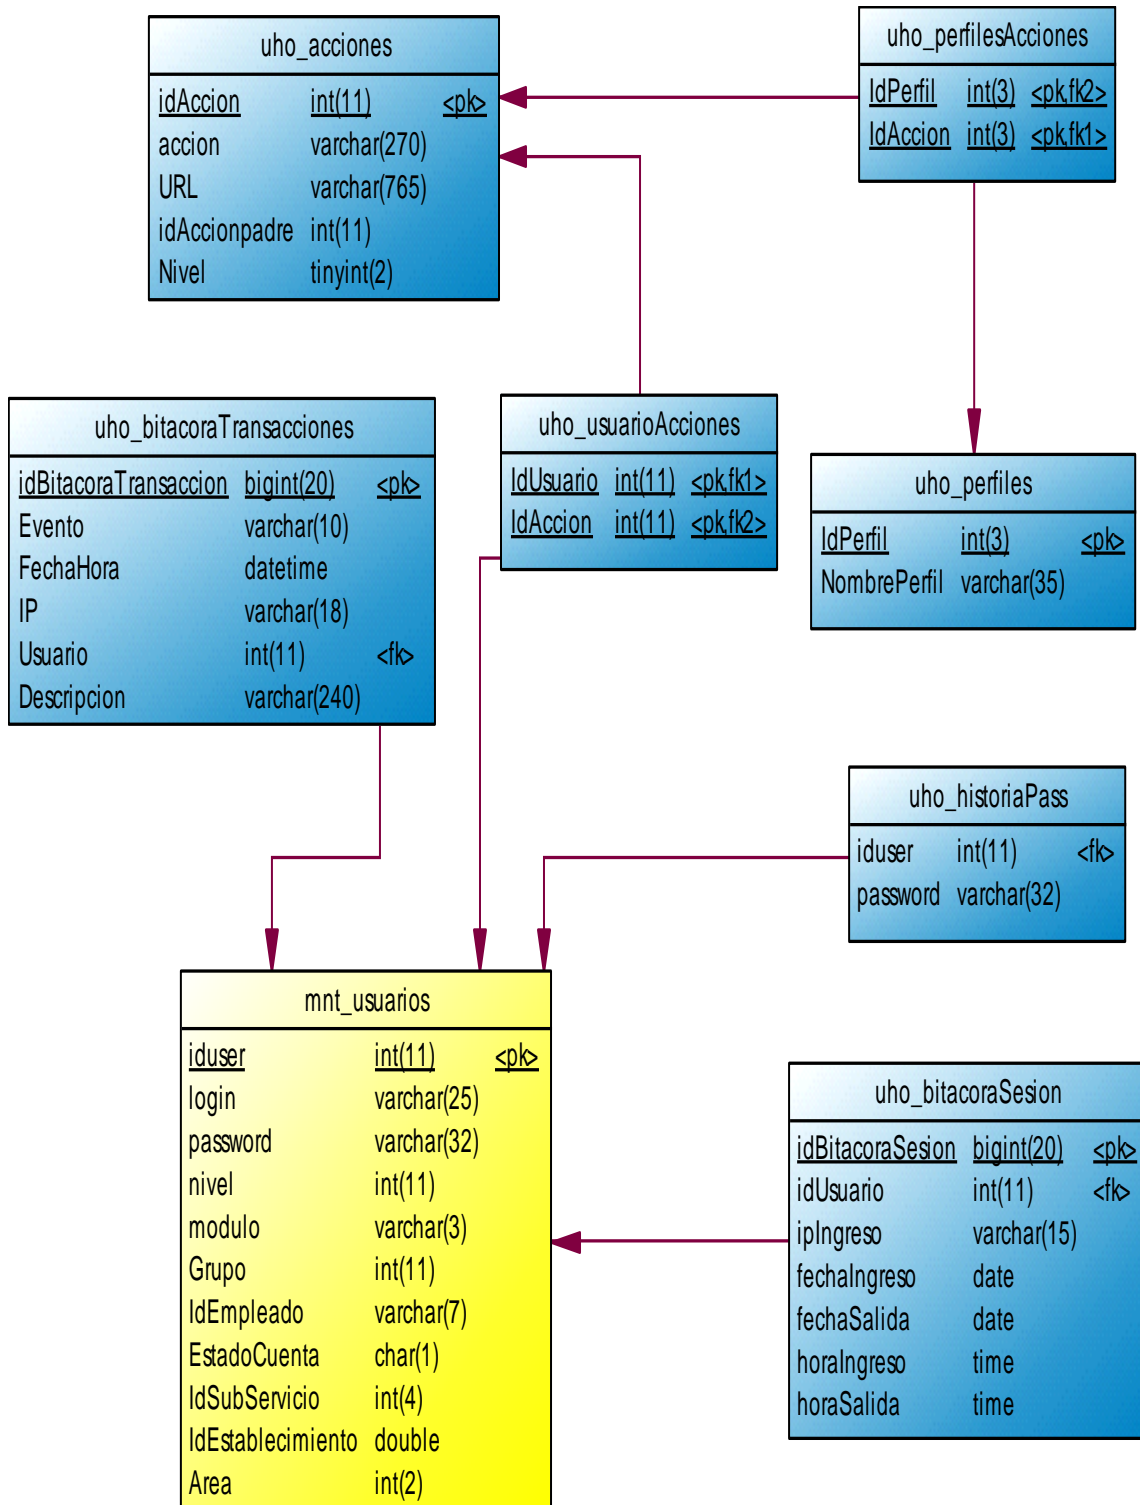 uho_acciones
idAccion int(11) <pk>
accion varchar(270)
URL varchar(765)
idAccionpadre int(11)
Nivel tinyint(2)
uho_perfilesAcciones
IdPerfil int(3) <pk,fk2>
IdAccion int(3) <pk,fk1>
uho_bitacoraTransacciones
idBitacoraTransaccion bigint(20) <pk>
Evento varchar(10)
FechaHora datetime
IP varchar(18)
Usuario int(11) <fk>
Descripcion varchar(240)
uho_usuarioAcciones
IdUsuario int(11) <pk,fk1>
IdAccion int(11) <pk,fk2>
uho_perfiles
IdPerfil int(3) <pk>
NombrePerfil varchar(35)
uho_historiaPass
iduser int(11) <fk>
password varchar(32)
mnt_usuarios
iduser int(11) <pk>
login varchar(25)
password varchar(32)
nivel int(11)
modulo varchar(3)
Grupo int(11)
IdEmpleado varchar(7)
EstadoCuenta char(1)
IdSubServicio int(4)
IdEstablecimiento double
Area int(2)
uho_bitacoraSesion
idBitacoraSesion bigint(20) <pk>
idUsuario int(11) <fk>
ipIngreso varchar(15)
fechaIngreso date
fechaSalida date
horaIngreso time
horaSalida time